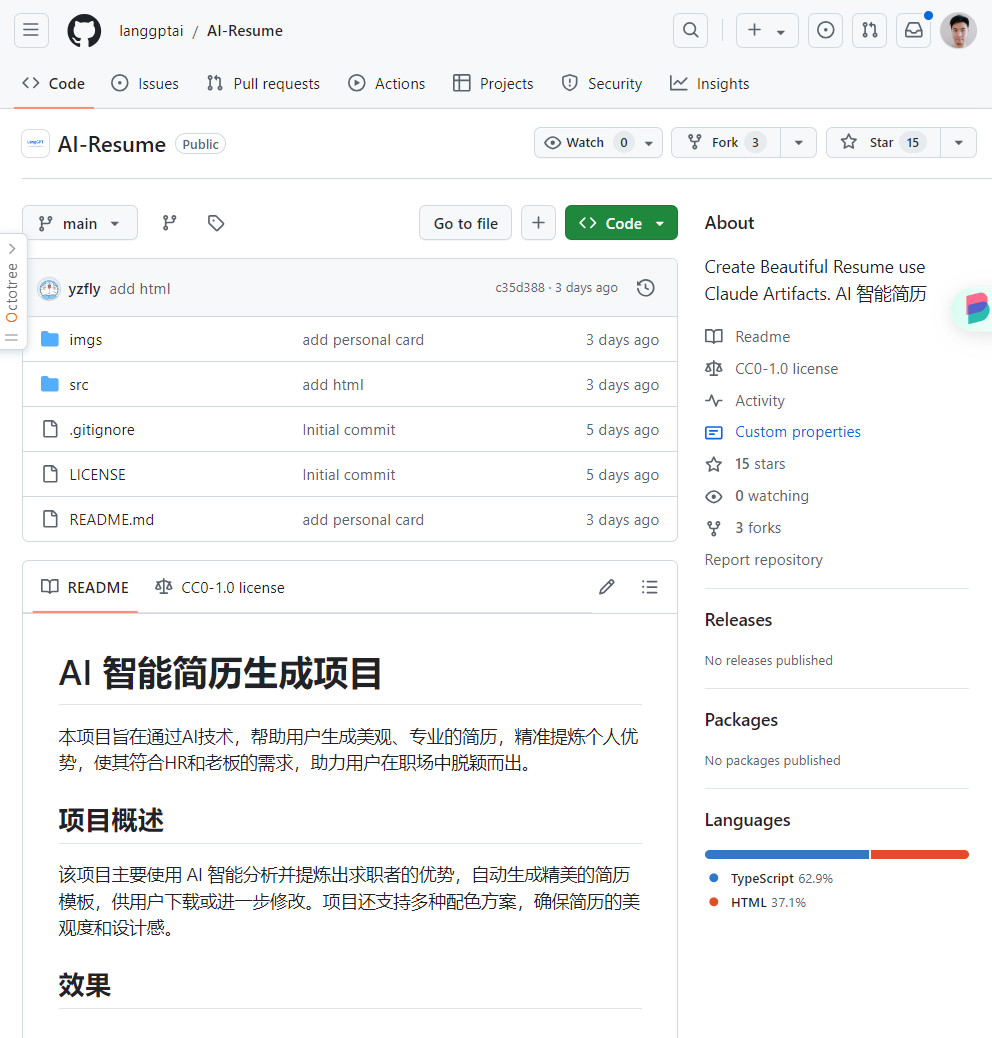 langgptai / AI-Resume
Code Issues Pull requests Actions Projects Security Insights
LangGPT
AI-Resume Public
Watch 0 Fork 3 Star 15
main
Go to file
Code
Octotree
yzfly add html c35d388 · 3 days ago
imgs add personal card 3 days ago
src add html 3 days ago
.gitignore Initial commit 5 days ago
LICENSE Initial commit 5 days ago
README.md add personal card 3 days ago
README CC0-1.0 license
AI 智能简历生成项目
本项目旨在通过AI技术，帮助用户生成美观、专业的简历，精准提炼个人优
势，使其符合HR和老板的需求，助力用户在职场中脱颖而出。
项目概述
该项目主要使用 AI 智能分析并提炼出求职者的优势，自动生成精美的简历
模板，供用户下载或进一步修改。项目还支持多种配色方案，确保简历的美
观度和设计感。
效果
About
Create Beautiful Resume use
Claude Artifacts. AI 智能简历
Readme
CC0-1.0 license
Activity
Custom properties
15 stars
0 watching
3 forks
Report repository
Releases
No releases published
Packages
No packages published
Languages
TypeScript 62.9%
HTML 37.1%